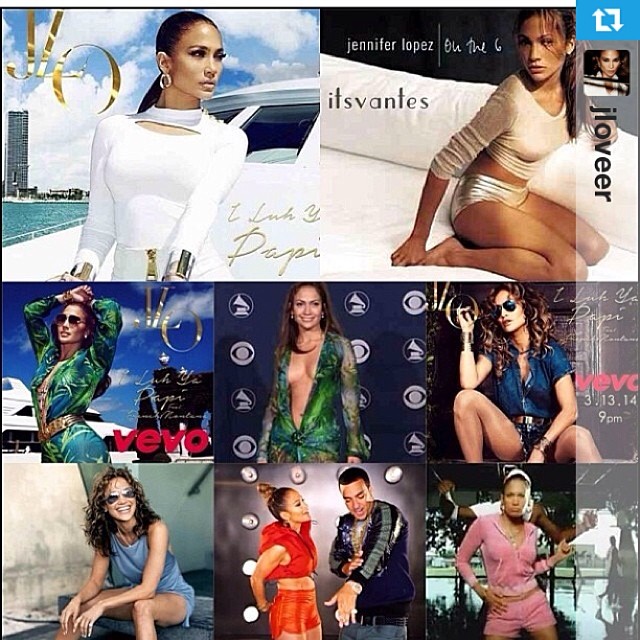 JLO
I Luh Ya
Papi
jennifer lopez | On the 6
itsvantes
jloveer
JLO
I Luh Ya
Papi
vevo
JLO
I Luh Ya
Papi
vevo
3.13.14
9pm